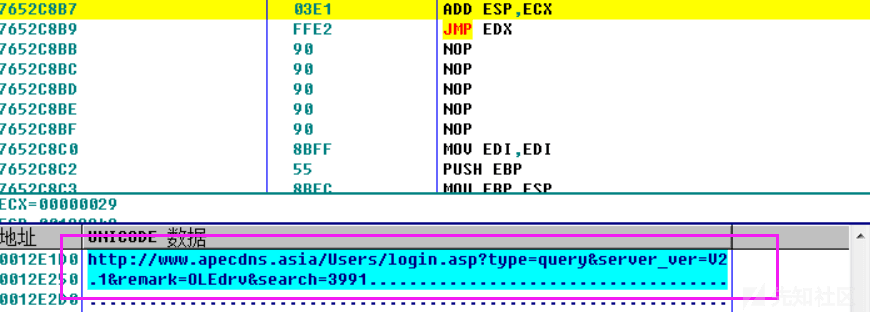 7652C8B7 03E1 ADD ESP,ECX
7652C8B9 FFE2 JMP EDX
7652C8BB 90 NOP
7652C8BC 90 NOP
7652C8BD 90 NOP
7652C8BE 90 NOP
7652C8BF 90 NOP
7652C8C0 8BFF MOV EDI,EDI
7652C8C2 55 PUSH EBP
7652C8C3 8BEC MOV EBP,ESP
ECX=00000029
地址 UNICODE 数据
0012E1D0 http://www.apecdns.asia/Users/login.asp?type=query&server_ver=V2
0012E250 .1&remark=OLEdrv&search=3991....................................
0012E2D0 ................................................................
先知社区